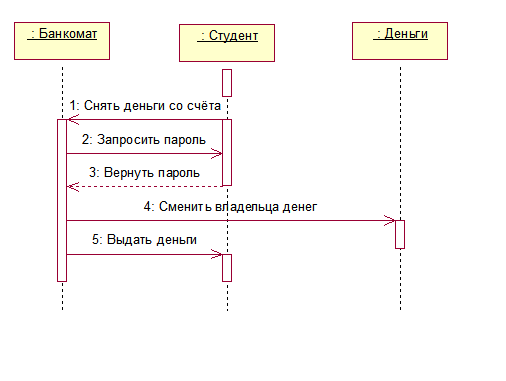 : Банкомат
: Студент
: Деньги
1: Снять деньги со счёта
2: Запросить пароль
3: Вернуть пароль
4: Сменить владельца денег
5: Выдать деньги